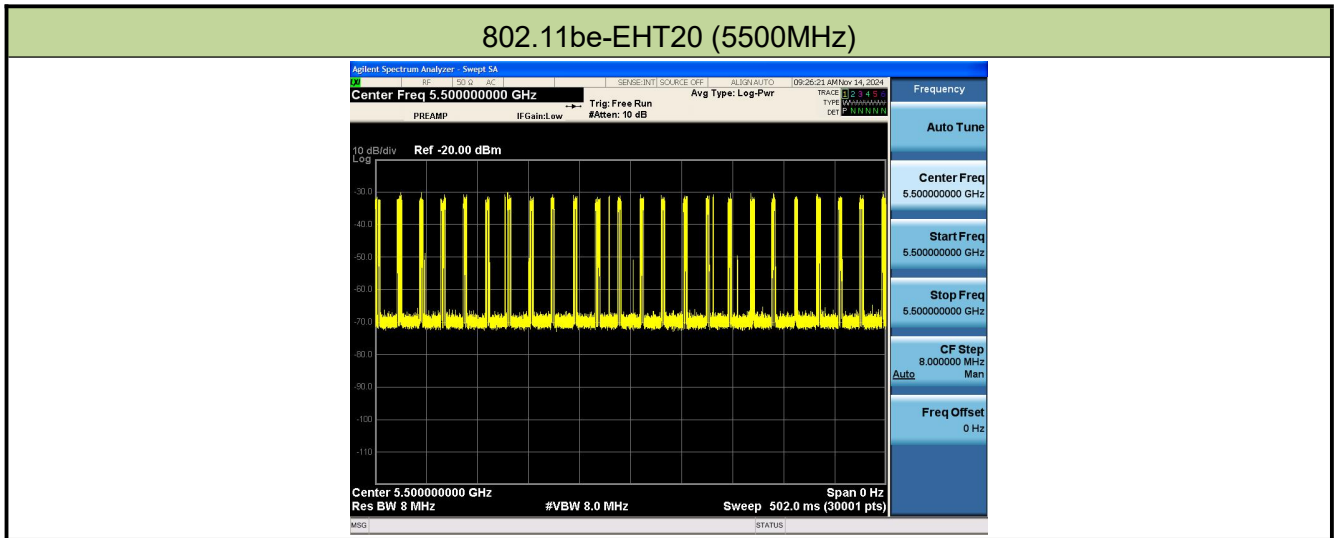 802.11be-EHT20 (5500MHz)
Agilent Spectrum Analyzer - Swept SA
RF 50 Ω AC SENSE:INT SOURCE OFF ALIGN AUTO 09:26:21 AM Nov 14, 2024
Center Freq 5.500000000 GHz Avg Type: Log-Pwr TRACE 1 2 3 4 5 6
Trig: Free Run TYPE
PREAMP IFGain:Low #Atten: 10 dB DET P N N N N N
10 dB/div Ref -20.00 dBm
Log
-30.0
-40.0
-50.0
-60.0
-70.0
-80.0
-90.0
-100
-110
Center 5.500000000 GHz Span 0 Hz
Res BW 8 MHz #VBW 8.0 MHz Sweep 502.0 ms (30001 pts)
MSG STATUS
Frequency
Auto Tune
Center Freq
5.500000000 GHz
Start Freq
5.500000000 GHz
Stop Freq
5.500000000 GHz
CF Step
8.000000 MHz
Auto Man
Freq Offset
0 Hz